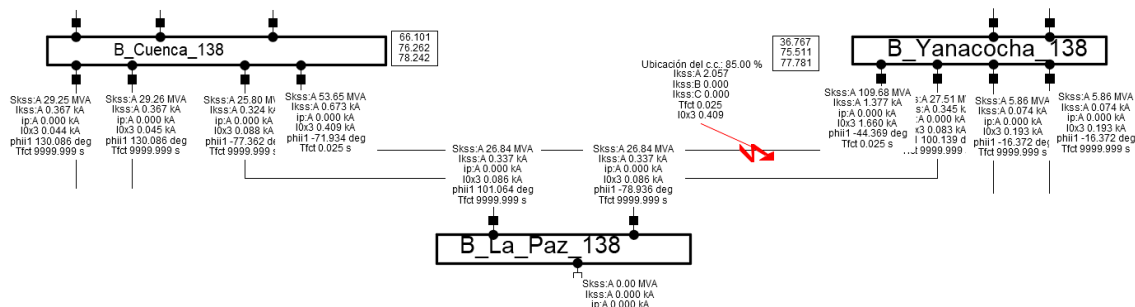 B_Cuenca_138
66.101
76.262
78.242
Skss:A 29.25 MVA
Ikss:A 0.367 kA
ip:A 0.000 kA
I0x3 0.044 kA
phii1 130.086 deg
Tfct 9999.999 s
Skss:A 29.26 MVA
Ikss:A 0.367 kA
ip:A 0.000 kA
I0x3 0.045 kA
phii1 130.086 deg
Tfct 9999.999 s
Skss:A 25.80 MV
Ikss:A 0.324 k
ip:A 0.000 kA
I0x3 0.088 kA
phii1 -77.362 deg
Tfct 9999.999 s
Skss:A 53.65 MVA
Ikss:A 0.673 kA
ip:A 0.000 kA
I0x3 0.409 kA
phii1 -71.934 deg
Tfct 0.025 s
Skss:A 26.84 MVA
Ikss:A 0.337 kA
ip:A 0.000 kA
I0x3 0.086 kA
phii1 101.064 deg
Tfct 9999.999 s
Skss:A 26.84 MVA
Ikss:A 0.337 kA
ip:A 0.000 kA
I0x3 0.086 kA
phii1 -78.936 deg
Tfct 9999.999 s
B_La_Paz_138
Skss:A 0.00 MVA
Ikss:A 0.000 kA
ip:A 0.000 kA
Ubicación del c.c.: 85.00 %
Ikss:A 2.057
Ikss:B 0.000
Ikss:C 0.000
Tfct 0.025
I0x3 0.409
36.767
75.511
77.781
B_Yanacocha_138
Skss:A 109.68 MVA
Ikss:A 1.377 kA
ip:A 0.000 kA
I0x3 1.660 kA
phii1 -44.369 deg
Tfct 0.025 s
27.51
0.345
0.000 kA
0.083 kA
100.139
9999.999
Skss:A 5.86 MVA
Ikss:A 0.074 kA
ip:A 0.000 kA
I0x3 0.193 kA
phii1 -16.372 deg
Tfct 9999.999 s
Skss:A 5.86 MVA
Ikss:A 0.074 kA
ip:A 0.000 kA
I0x3 0.193 kA
phii1 -16.372 deg
Tfct 9999.999 s